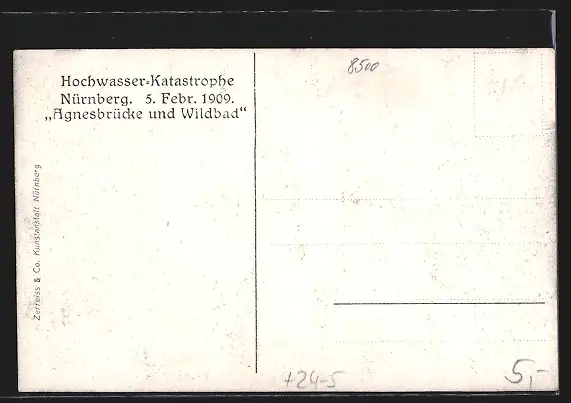 Hochwasser-Katastrophe
Nürnberg. 5. Febr. 1909.
„Agnesbrücke und Wildbad“
Zerreiss & Co. Kunstanstalt Nürnberg
8500
+24-5
5,-